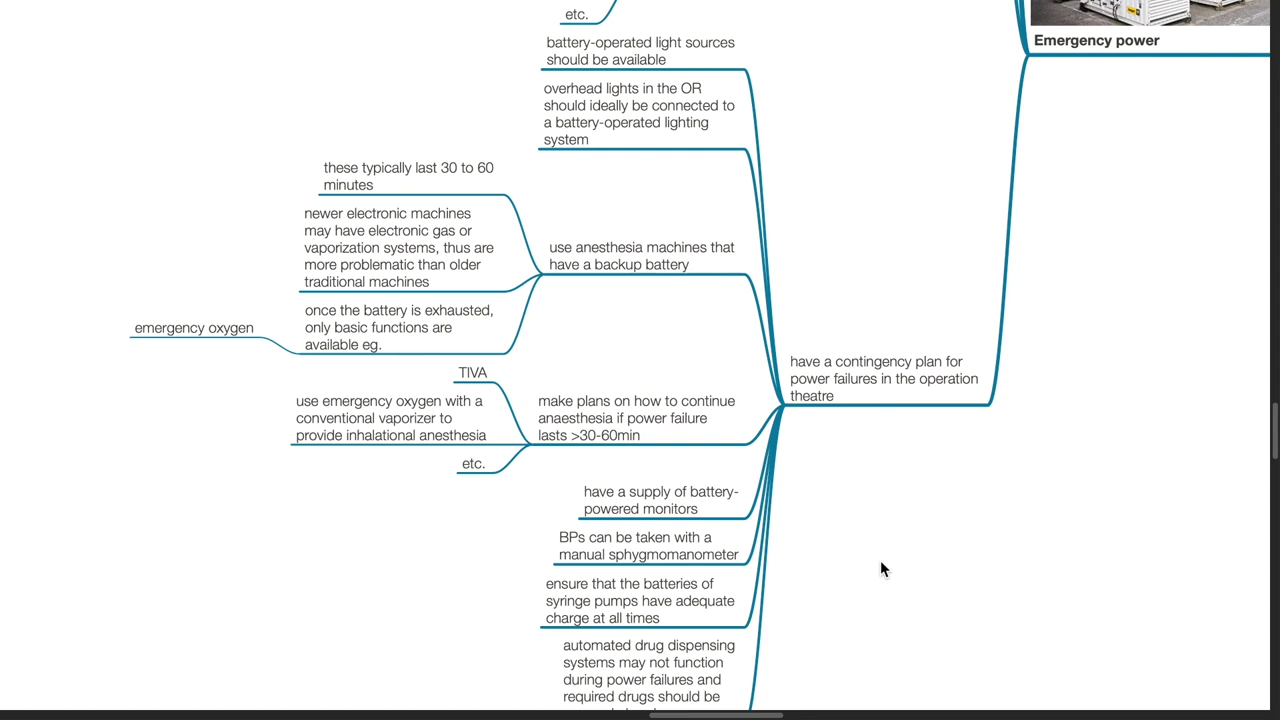 etc.
Emergency power
battery-operated light sources
should be available
overhead lights in the OR
should ideally be connected to
a battery-operated lighting
system
these typically last 30 to 60
minutes
newer electronic machines
may have electronic gas or
vaporization systems, thus are
more problematic than older
traditional machines
use anesthesia machines that
have a backup battery
once the battery is exhausted,
only basic functions are
available eg.
emergency oxygen
have a contingency plan for
power failures in the operation
theatre
TIVA
use emergency oxygen with a
conventional vaporizer to
provide inhalational anesthesia
make plans on how to continue
anaesthesia if power failure
lasts >30-60min
etc.
have a supply of battery-
powered monitors
BPs can be taken with a
manual sphygmomanometer
ensure that the batteries of
syringe pumps have adequate
charge at all times
automated drug dispensing
systems may not function
during power failures and
required drugs should be